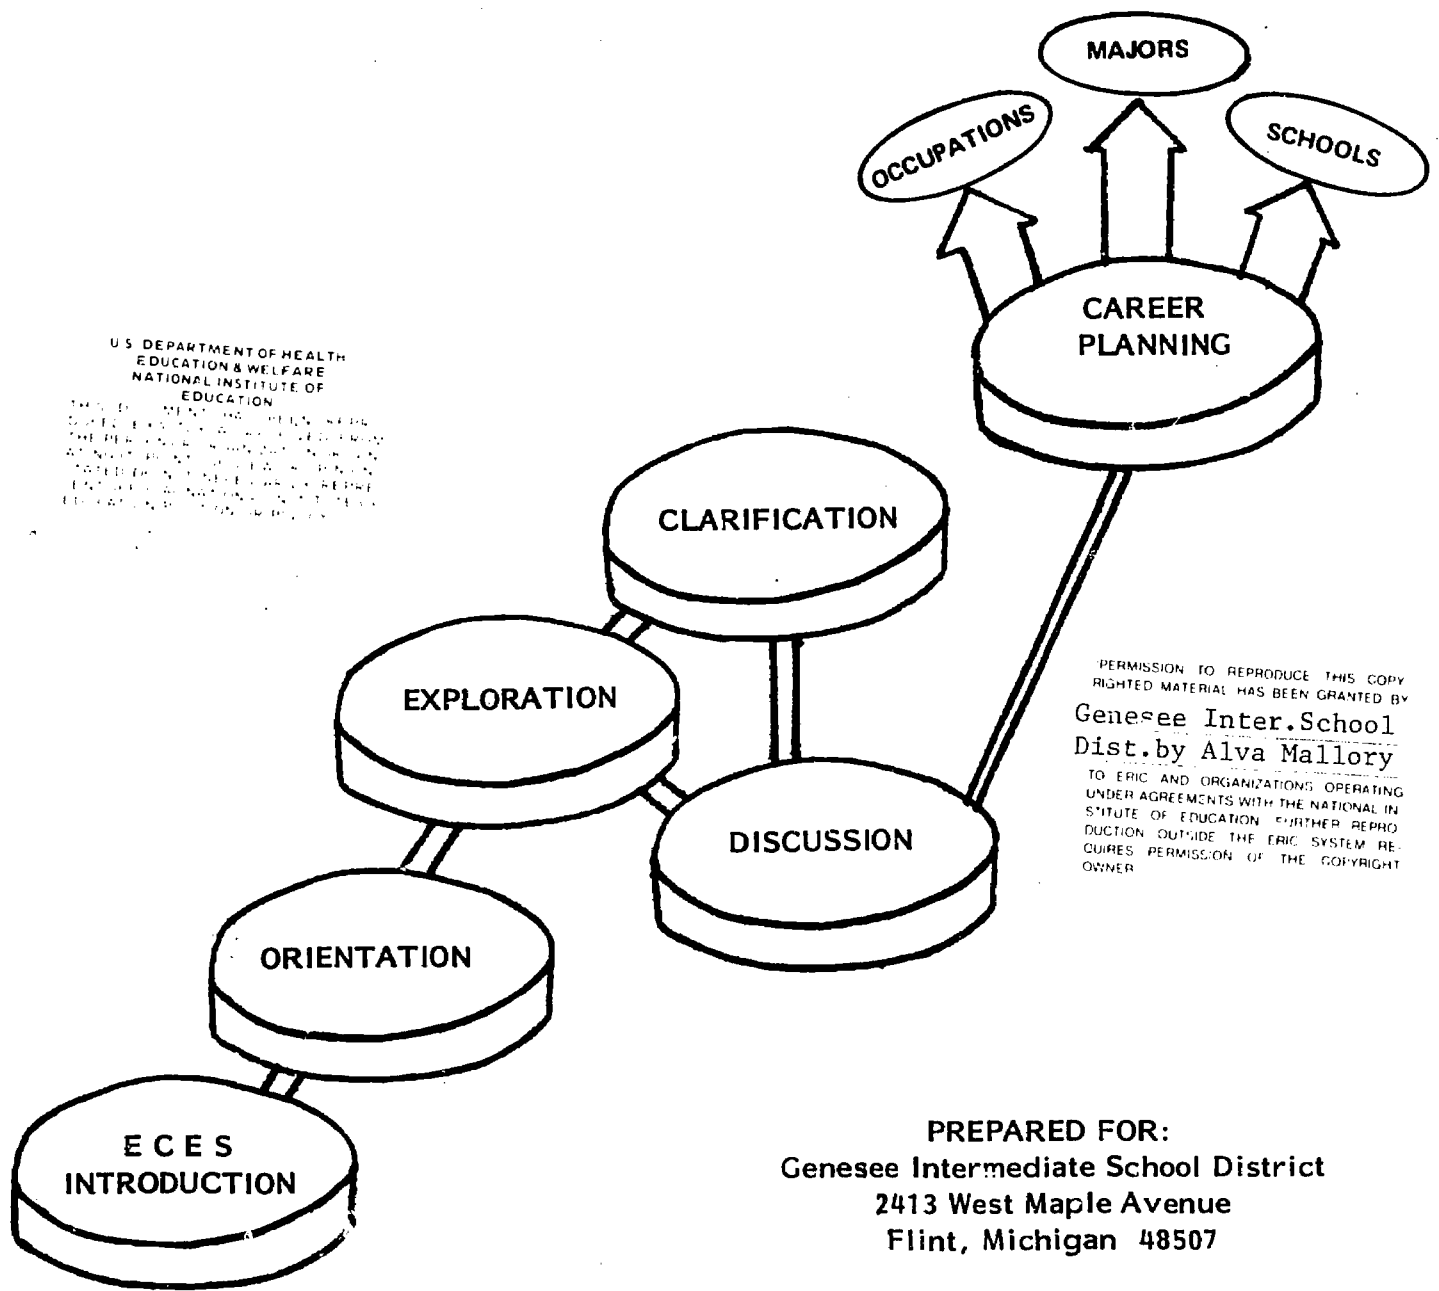 MAJORS
OCCUPATIONS
SCHOOLS
CAREER
PLANNING
U S DEPARTMENT OF HEALTH
EDUCATION & WELFARE
NATIONAL INSTITUTE OF
EDUCATION
CLARIFICATION
EXPLORATION
PERMISSION TO REPRODUCE THIS COPY
RIGHTED MATERIAL HAS BEEN GRANTED BY
Genesee Inter.School
Dist.by Alva Mallory
TO ERIC AND ORGANIZATIONS OPERATING
UNDER AGREEMENTS WITH THE NATIONAL IN
STITUTE OF EDUCATION FURTHER REPRO
DUCTION OUTSIDE THE ERIC SYSTEM RE-
QUIRES PERMISSION OF THE COPYRIGHT
OWNER
DISCUSSION
ORIENTATION
E C E S
INTRODUCTION
PREPARED FOR:
Genesee Intermediate School District
2413 West Maple Avenue
Flint, Michigan 48507